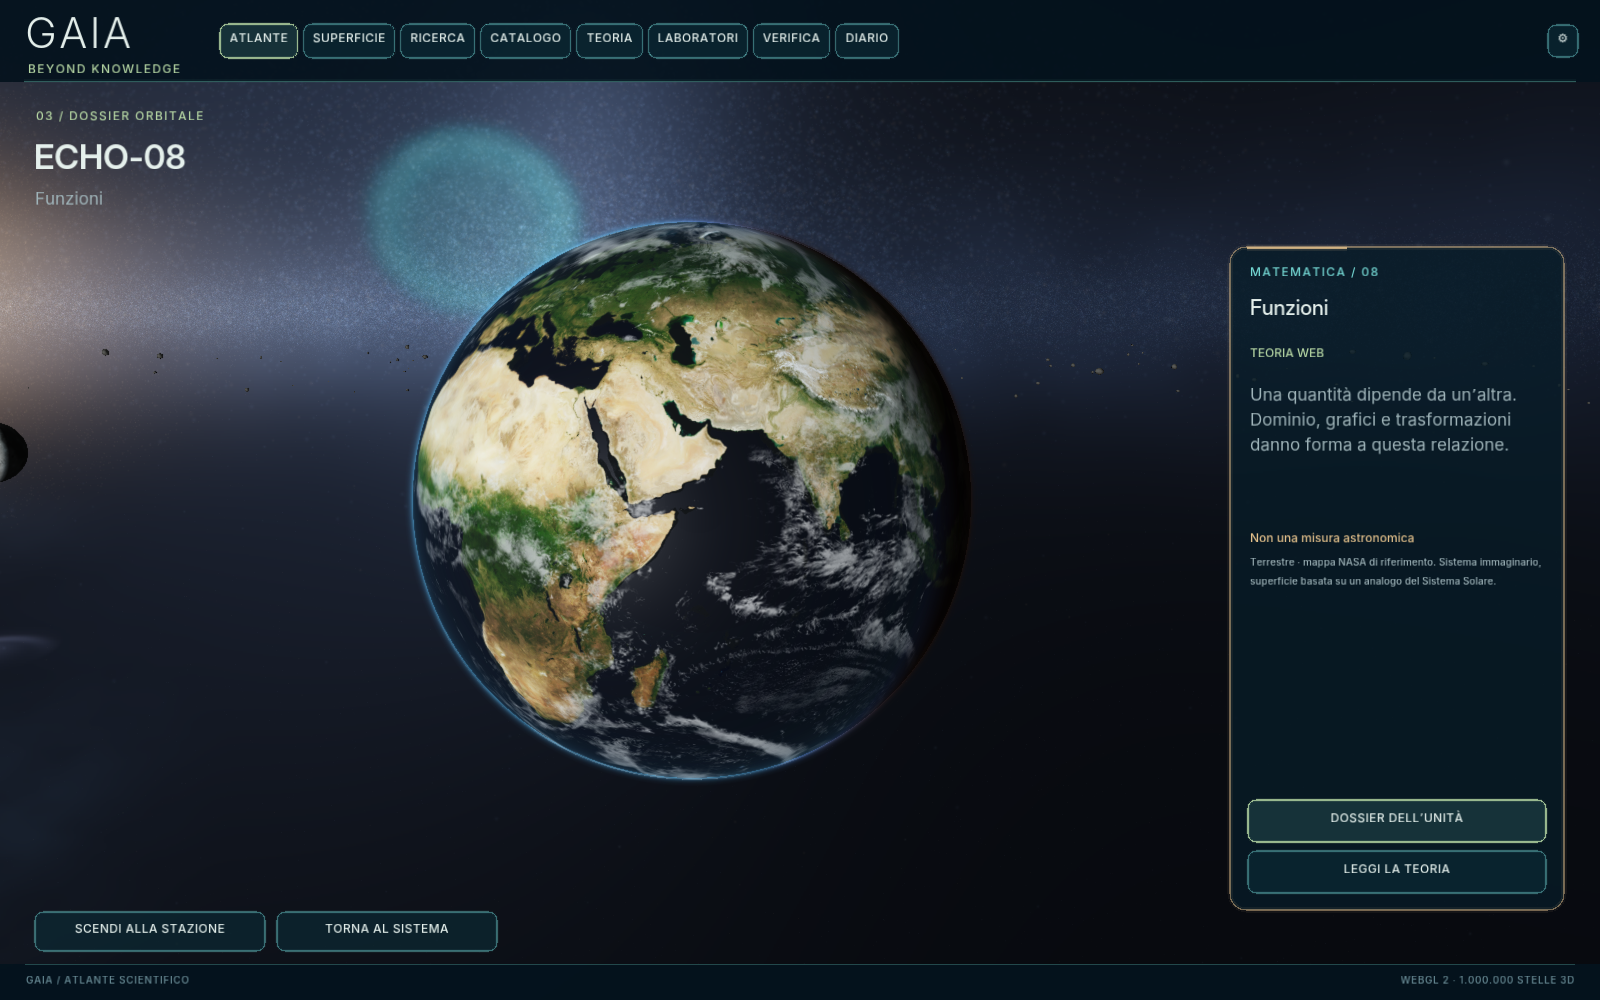 GAIA
BEYOND KNOWLEDGE
ATLANTE
SUPERFICIE
RICERCA
CATALOGO
TEORIA
LABORATORI
VERIFICA
DIARIO
03 / DOSSIER ORBITALE
ECHO-08
Funzioni
MATEMATICA / 08
Funzioni
TEORIA WEB
Una quantità dipende da un’altra.
Dominio, grafici e trasformazioni
danno forma a questa relazione.
Non una misura astronomica
Terrestre · mappa NASA di riferimento. Sistema immaginario,
superficie basata su un analogo del Sistema Solare.
DOSSIER DELL’UNITÀ
LEGGI LA TEORIA
SCENDI ALLA STAZIONE
TORNA AL SISTEMA
GAIA / ATLANTE SCIENTIFICO
WEBGL 2 · 1.000.000 STELLE 3D